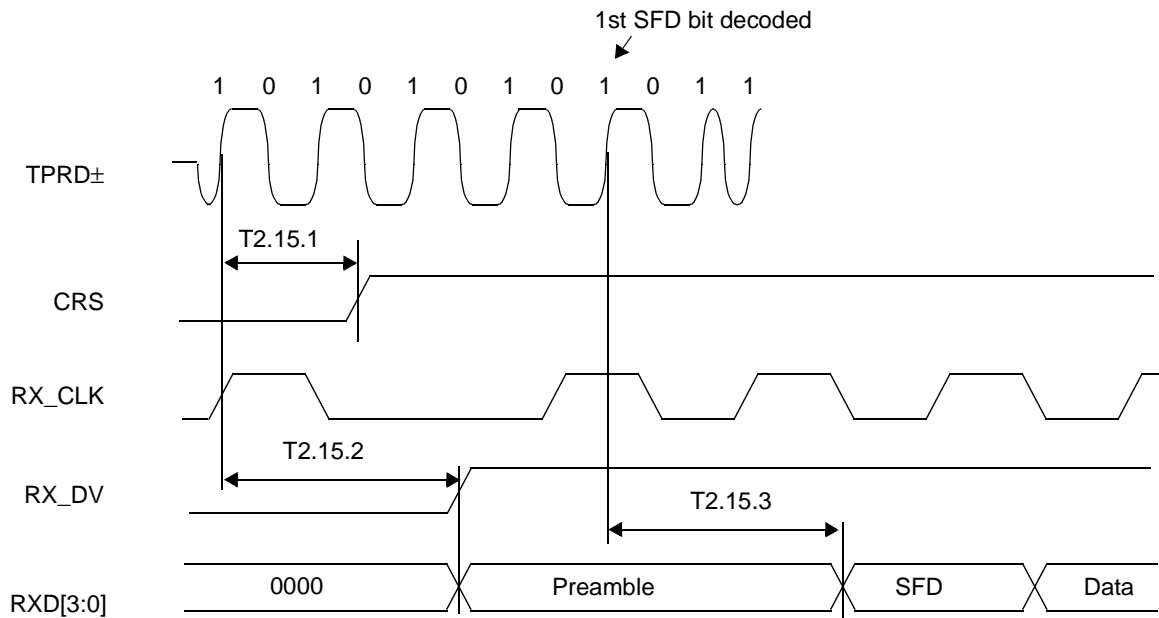 1st SFD bit decoded
1 0 1 0 1 0 1 0 1 0 1 1
TPRD±
T2.15.1
CRS
RX_CLK
T2.15.2
RX_DV
T2.15.3
RXD[3:0]
0000 Preamble SFD Data